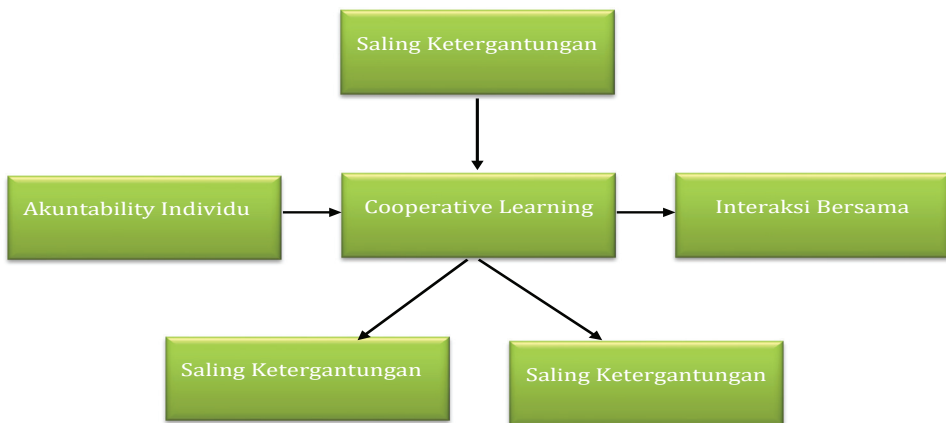 Saling Ketergantungan
Akuntability Individu
Cooperative Learning
Interaksi Bersama
Saling Ketergantungan
Saling Ketergantungan